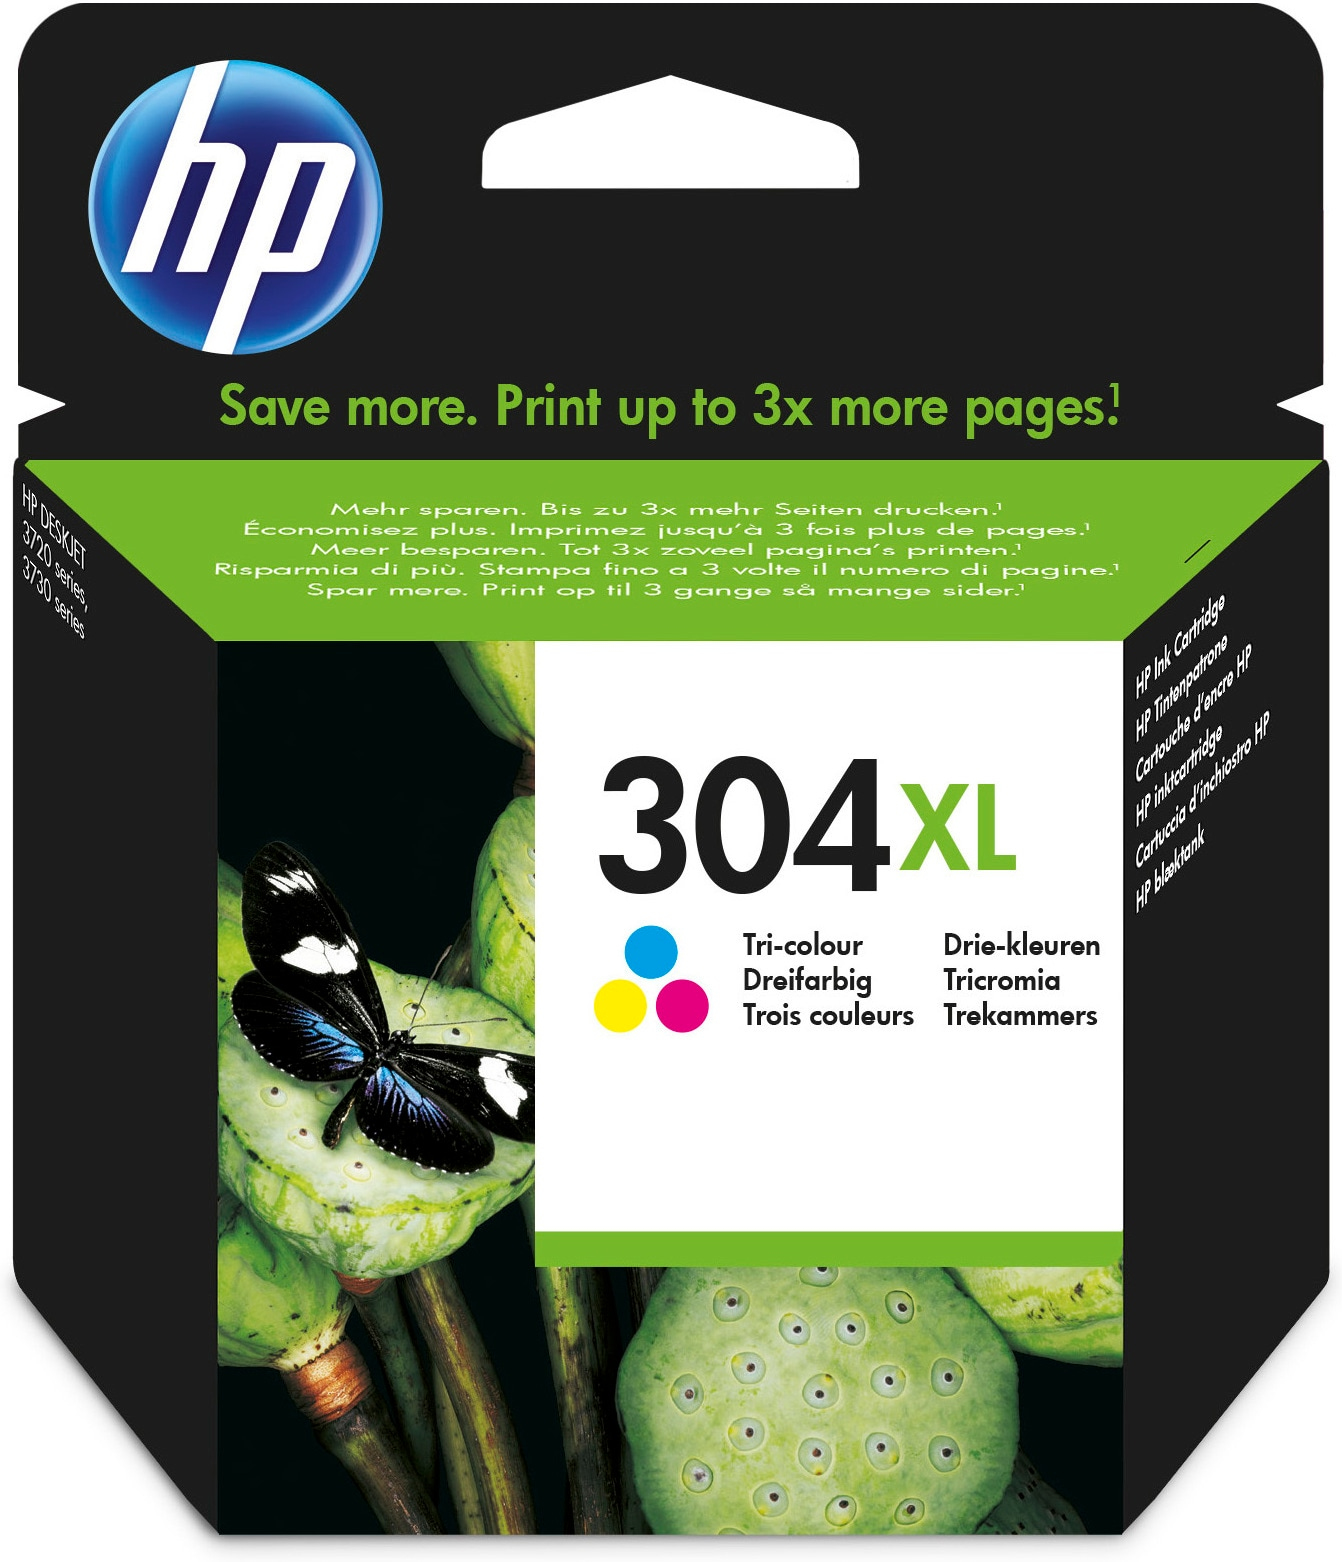 hp
Save more. Print up to 3x more pages!¹
Mehr sparen. Bis zu 3x mehr Seiten drucken.¹
Économisez plus. Imprimez jusqu'à 3 fois plus de pages.¹
Meer besparen. Tot 3x zoveel pagina's printen.¹
Risparmia di più. Stampa fino a 3 volte il numero di pagine.¹
Spar mere. Print op til 3 gange så mange sider.¹
HP DESKJET
3720 series,
3730 series
HP Ink Cartridge
HP Tintenpatrone
Cartouche d'encre HP
HP inktcartridge
Cartuccia d'inchiostro HP
HP blæktank
304XL
Tri-colour
Dreifarbig
Trois couleurs
Drie-kleuren
Tricromia
Trekammers